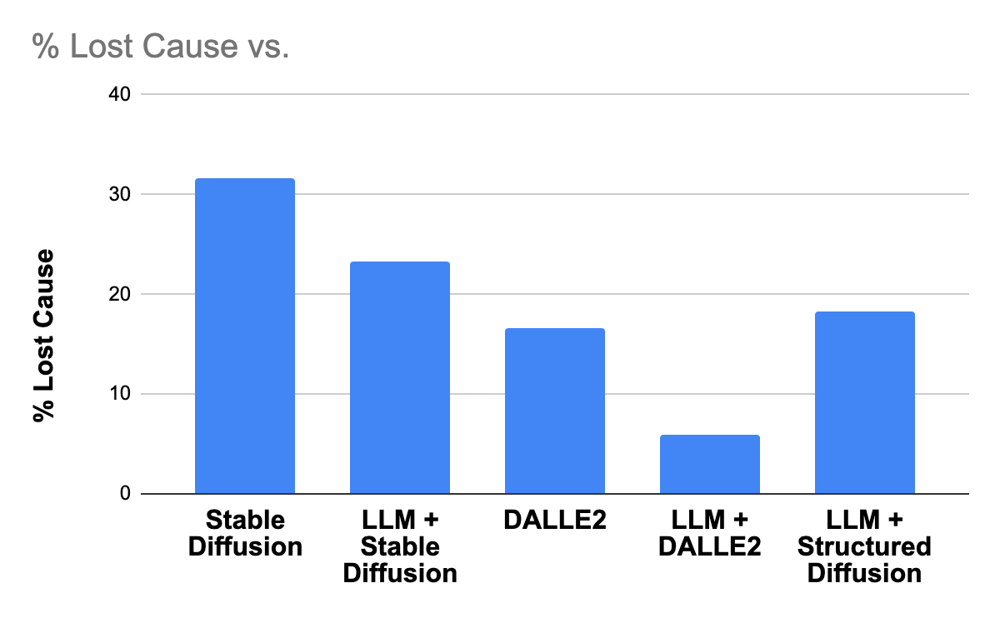 % Lost Cause vs.
40
30
20
10
0
% Lost Cause
Stable
Diffusion
LLM +
Stable
Diffusion
DALLE2
LLM +
DALLE2
LLM +
Structured
Diffusion